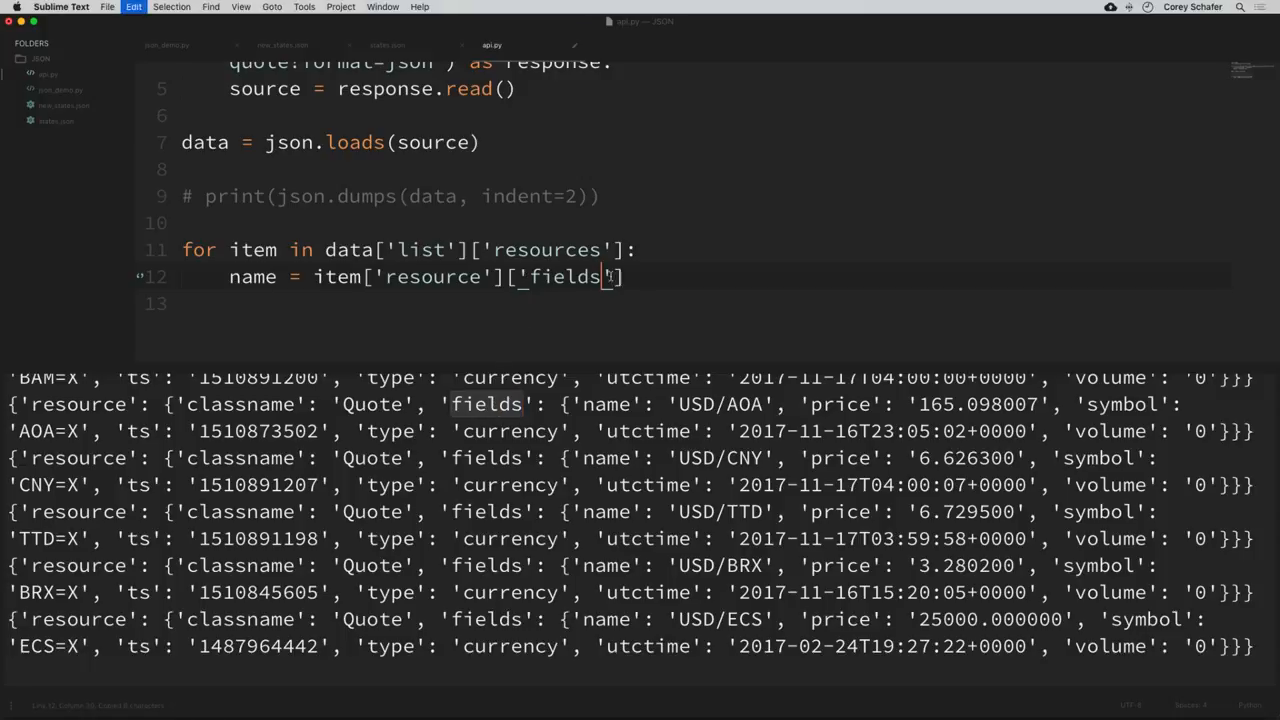 Sublime Text File Edit Selection Find View Goto Tools Project Window Help Corey Schafer
api.py — JSON
FOLDERS
JSON
api.py
json_demo.py
new_states.json
states.json
json_demo.py new_states.json states.json api.py
quote?format=json") as response:
5 source = response.read()
6
7 data = json.loads(source)
8
9 # print(json.dumps(data, indent=2))
10
11 for item in data['list']['resources']:
12 name = item['resource']['fields']
13
'BAM=X', 'ts': '1510891200', 'type': 'currency', 'utctime': '2017-11-17T04:00:00+0000', 'volume': '0'}}}
{'resource': {'classname': 'Quote', 'fields': {'name': 'USD/AOA', 'price': '165.098007', 'symbol':
'AOA=X', 'ts': '1510873502', 'type': 'currency', 'utctime': '2017-11-16T23:05:02+0000', 'volume': '0'}}}
{'resource': {'classname': 'Quote', 'fields': {'name': 'USD/CNY', 'price': '6.626300', 'symbol':
'CNY=X', 'ts': '1510891207', 'type': 'currency', 'utctime': '2017-11-17T04:00:07+0000', 'volume': '0'}}}
{'resource': {'classname': 'Quote', 'fields': {'name': 'USD/TTD', 'price': '6.729500', 'symbol':
'TTD=X', 'ts': '1510891198', 'type': 'currency', 'utctime': '2017-11-17T03:59:58+0000', 'volume': '0'}}}
{'resource': {'classname': 'Quote', 'fields': {'name': 'USD/BRX', 'price': '3.280200', 'symbol':
'BRX=X', 'ts': '1510845605', 'type': 'currency', 'utctime': '2017-11-16T15:20:05+0000', 'volume': '0'}}}
{'resource': {'classname': 'Quote', 'fields': {'name': 'USD/ECS', 'price': '25000.000000', 'symbol':
'ECS=X', 'ts': '1487964442', 'type': 'currency', 'utctime': '2017-02-24T19:27:22+0000', 'volume': '0'}}}
Line 12, Column 36; Copied 6 characters UTF-8 Spaces: 4 Python